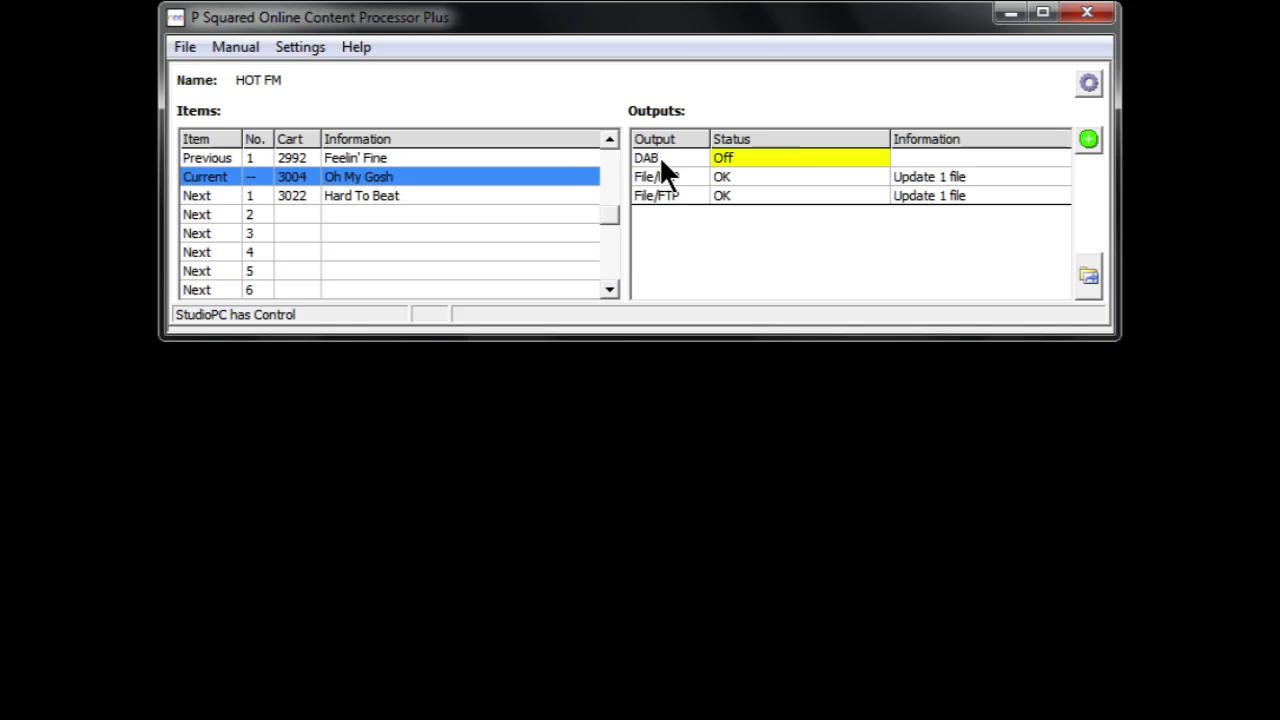 P Squared Online Content Processor Plus
File Manual Settings Help
Name: HOT FM
Items:
Item No. Cart Information
Previous 1 2992 Feelin' Fine
Current -- 3004 Oh My Gosh
Next 1 3022 Hard To Beat
Next 2
Next 3
Next 4
Next 5
Next 6
Outputs:
Output Status Information
DAB Off
File/ OK Update 1 file
File/FTP OK Update 1 file
StudioPC has Control